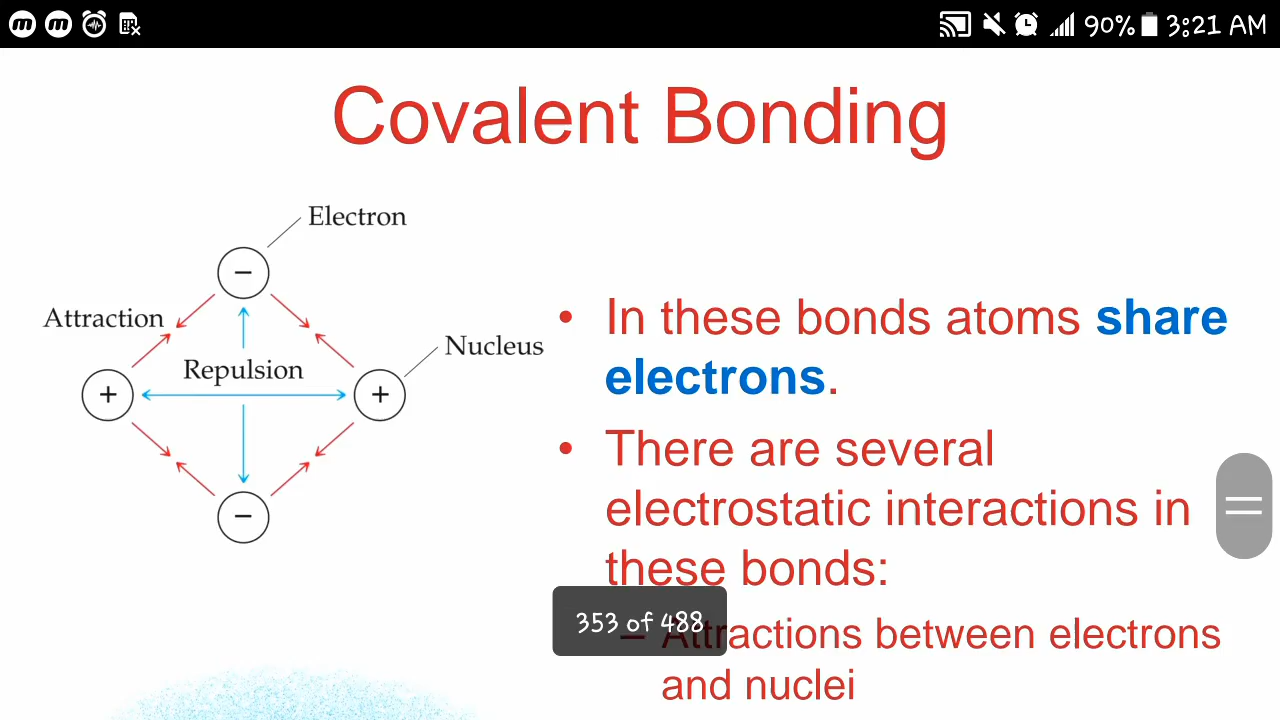 90% 3:21 AM
Covalent Bonding
Electron
−
Attraction
Nucleus
Repulsion
+
+
−
• In these bonds atoms share
electrons.
• There are several
electrostatic interactions in
these bonds:
353 of 488
– Attractions between electrons
and nuclei